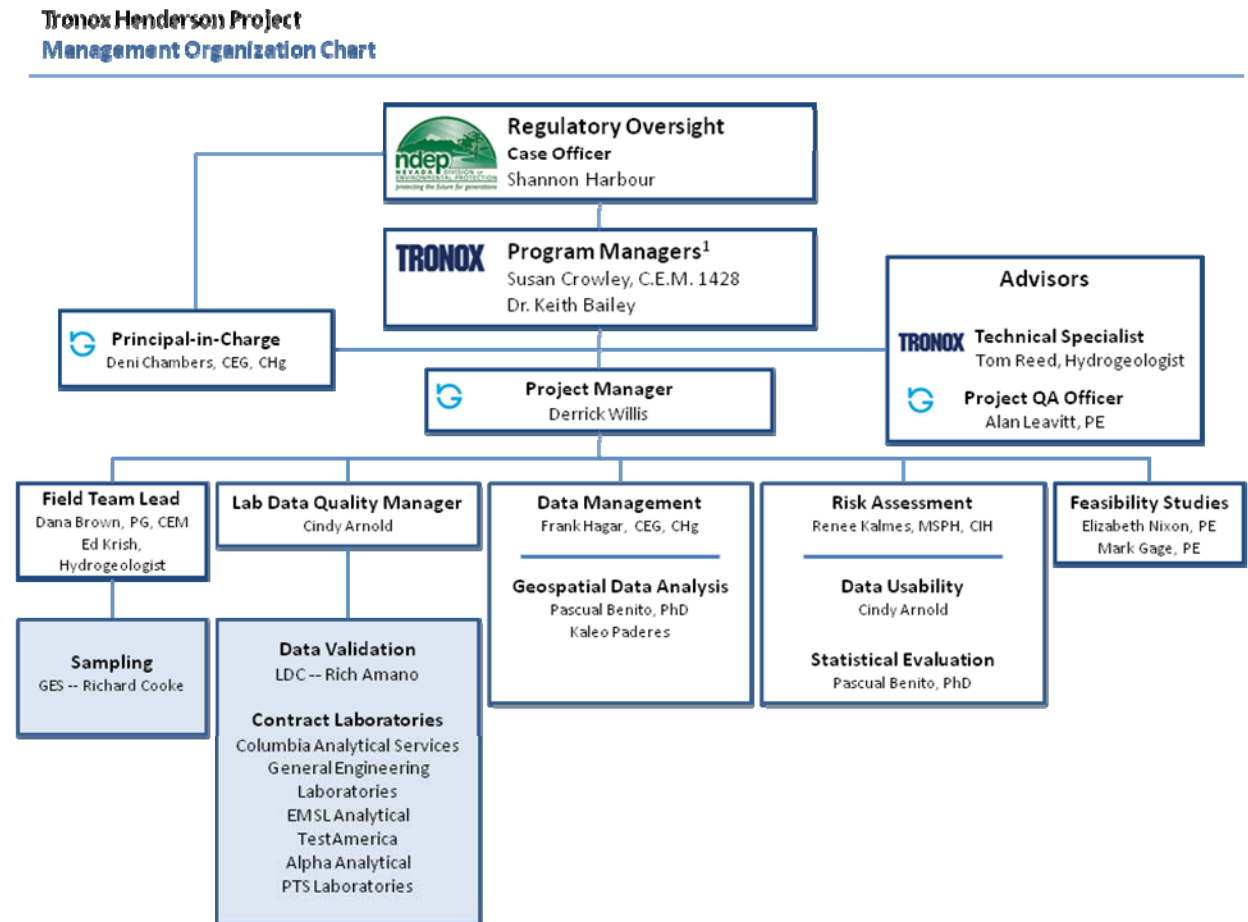 Tronox Henderson Project
Management Organization Chart
ndep
NEVADA DIVISION OF
ENVIRONMENTAL PROTECTION
protecting the future for generations
Regulatory Oversight
Case Officer
Shannon Harbour
TRONOX
Program Managers¹
Susan Crowley, C.E.M. 1428
Dr. Keith Bailey
Principal-in-Charge
Deni Chambers, CEG, CHg
Advisors
TRONOX
Technical Specialist
Tom Reed, Hydrogeologist
Project QA Officer
Alan Leavitt, PE
Project Manager
Derrick Willis
Field Team Lead
Dana Brown, PG, CEM
Ed Krish,
Hydrogeologist
Lab Data Quality Manager
Cindy Arnold
Data Management
Frank Hagar, CEG, CHg
Geospatial Data Analysis
Pascual Benito, PhD
Kaleo Paderes
Risk Assessment
Renee Kalmes, MSPH, CIH
Data Usability
Cindy Arnold
Statistical Evaluation
Pascual Benito, PhD
Feasibility Studies
Elizabeth Nixon, PE
Mark Gage, PE
Sampling
GES -- Richard Cooke
Data Validation
LDC -- Rich Amano
Contract Laboratories
Columbia Analytical Services
General Engineering
Laboratories
EMSL Analytical
TestAmerica
Alpha Analytical
PTS Laboratories